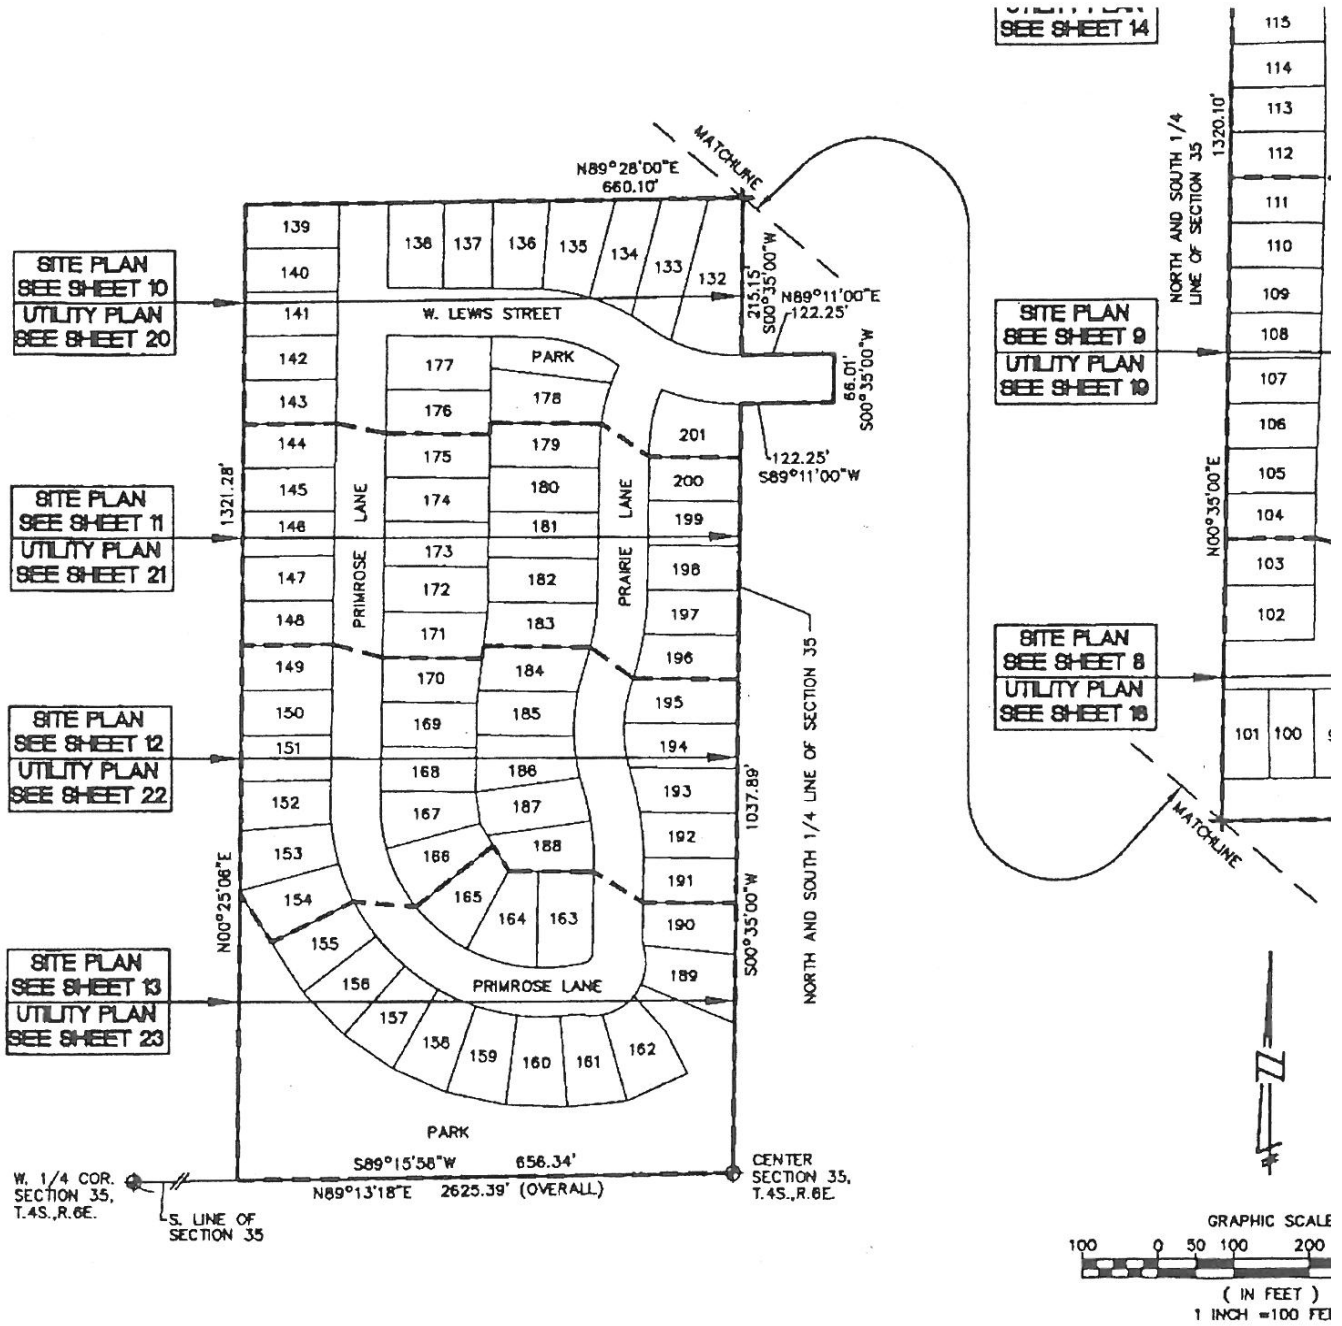 UTILITY PLAN
SEE SHEET 14
115
114
113
112
111
110
109
108
107
106
105
104
103
102
101
100
1320.10'
NORTH AND SOUTH 1/4
LINE OF SECTION 35
N00°35'00"E
MATCHLINE
N89°28'00"E
660.10'
139
140
141
142
143
144
145
146
147
148
149
150
151
152
153
154
155
156
157
158
159
160
161
162
138
137
136
135
134
133
132
W. LEWIS STREET
PARK
215.15'
S00°35'00"W
N89°11'00"E
122.25'
66.01'
S00°35'00"W
122.25'
S89°11'00"W
SITE PLAN
SEE SHEET 10
UTILITY PLAN
SEE SHEET 20
SITE PLAN
SEE SHEET 9
UTILITY PLAN
SEE SHEET 19
177
176
175
174
173
172
171
170
169
168
167
166
165
164
163
178
179
180
181
182
183
184
185
186
187
188
201
200
199
198
197
196
195
194
193
192
191
190
189
1321.28'
PRIMROSE LANE
PRAIRIE LANE
SITE PLAN
SEE SHEET 11
UTILITY PLAN
SEE SHEET 21
SITE PLAN
SEE SHEET 8
UTILITY PLAN
SEE SHEET 18
NORTH AND SOUTH 1/4 LINE OF SECTION 35
SITE PLAN
SEE SHEET 12
UTILITY PLAN
SEE SHEET 22
1037.89'
S00°35'00"W
MATCHLINE
N00°25'06"E
SITE PLAN
SEE SHEET 13
UTILITY PLAN
SEE SHEET 23
PRIMROSE LANE
PARK
S89°15'58"W 656.34'
N89°13'18"E 2625.39' (OVERALL)
W. 1/4 COR.
SECTION 35,
T.4S.,R.6E.
S. LINE OF
SECTION 35
CENTER
SECTION 35,
T.4S.,R.6E.
N
GRAPHIC SCALE
100 0 50 100 200
( IN FEET )
1 INCH =100 FE